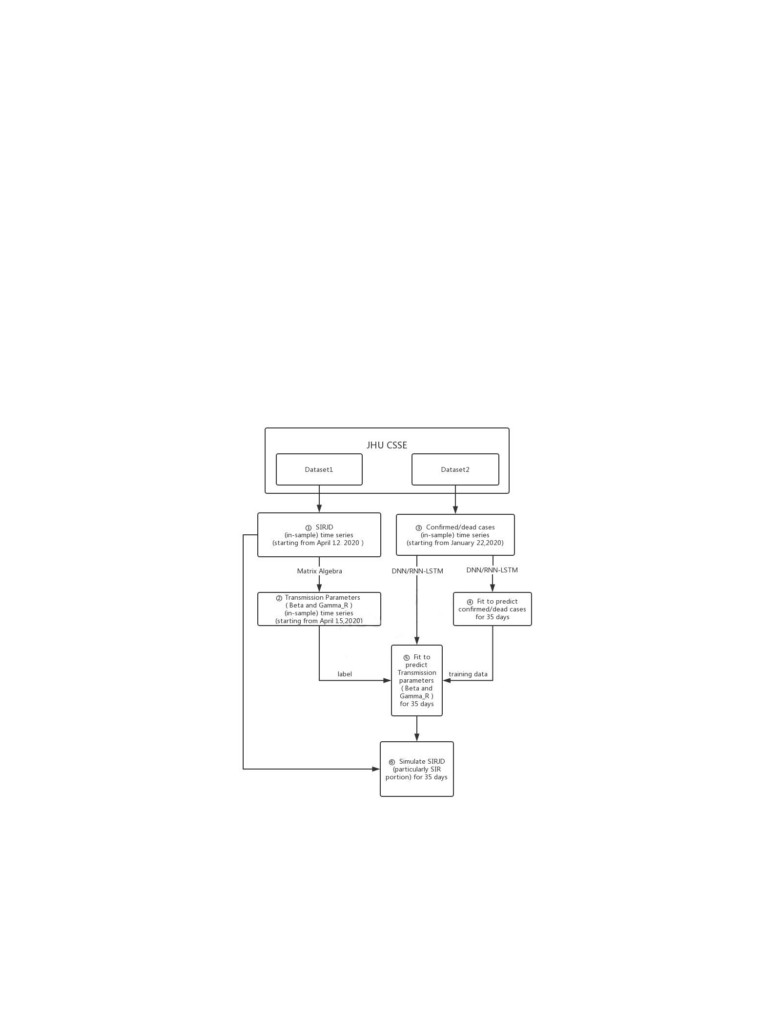 JHU CSSE
Dataset1
Dataset2
① SIRJD
(in-sample) time series
(starting from April 12. 2020 )
③ Confirmed/dead cases
(in-sample) time series
(starting from January 22,2020)
Matrix Algebra
DNN/RNN-LSTM
DNN/RNN-LSTM
② Transmission Parameters
( Beta and Gamma_R )
(in-sample) time series
(starting from April 15,2020)
④ Fit to predict
confirmed/dead cases
for 35 days
⑤ Fit to
predict
Transmission
parameters
( Beta and
Gamma_R )
for 35 days
label
training data
⑥ Simulate SIRJD
(particularly SIR
portion) for 35 days